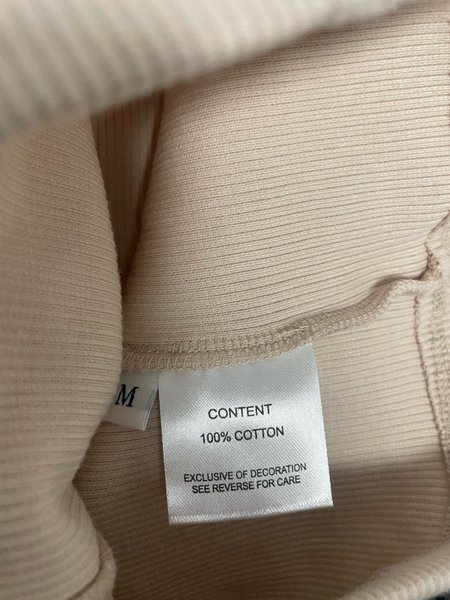 M
CONTENT
100% COTTON
EXCLUSIVE OF DECORATION
SEE REVERSE FOR CARE